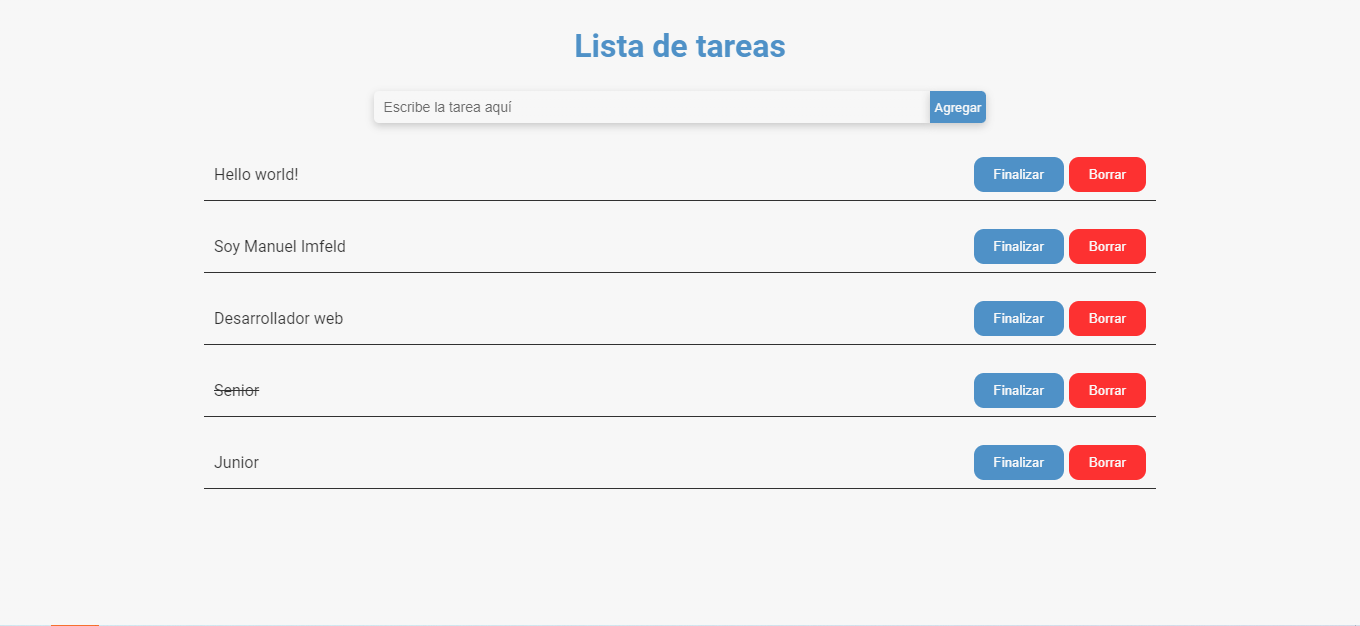 Lista de tareas
Escribe la tarea aquí Agregar
Hello world! Finalizar Borrar
Soy Manuel Imfeld Finalizar Borrar
Desarrollador web Finalizar Borrar
Senior Finalizar Borrar
Junior Finalizar Borrar